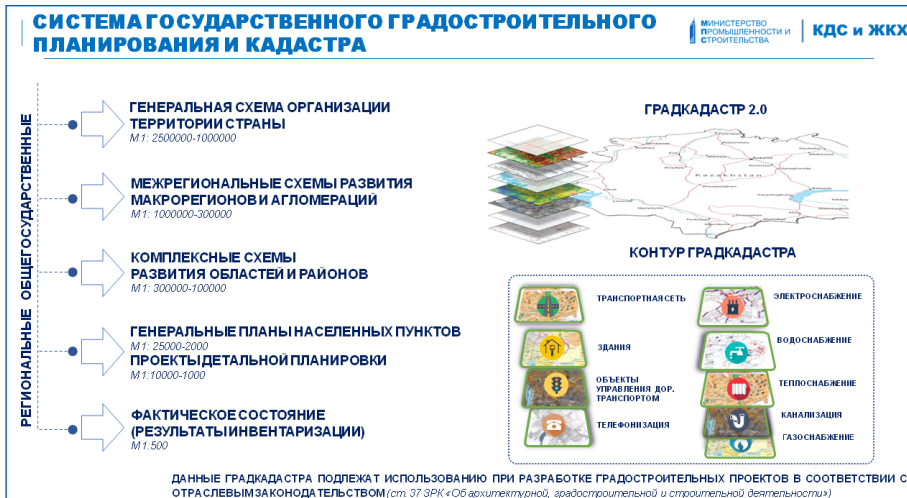 СИСТЕМА ГОСУДАРСТВЕННОГО ГРАДОСТРОИТЕЛЬНОГО
ПЛАНИРОВАНИЯ И КАДАСТРА
МИНИСТЕРСТВО
ПРОМЫШЛЕННОСТИ И
СТРОИТЕЛЬСТВА
КДС и ЖКХ
РЕГИОНАЛЬНЫЕ ОБЩЕГОСУДАРСТВЕННЫЕ
ГЕНЕРАЛЬНАЯ СХЕМА ОРГАНИЗАЦИИ
ТЕРРИТОРИИ СТРАНЫ
М1: 2500000-1000000
МЕЖРЕГИОНАЛЬНЫЕ СХЕМЫ РАЗВИТИЯ
МАКРОРЕГИОНОВ И АГЛОМЕРАЦИЙ
М1: 1000000-300000
КОМПЛЕКСНЫЕ СХЕМЫ
РАЗВИТИЯ ОБЛАСТЕЙ И РАЙОНОВ
М1: 300000-100000
ГЕНЕРАЛЬНЫЕ ПЛАНЫ НАСЕЛЕННЫХ ПУНКТОВ
М1: 25000-2000
ПРОЕКТЫ ДЕТАЛЬНОЙ ПЛАНИРОВКИ
М1:10000-1000
ФАКТИЧЕСКОЕ СОСТОЯНИЕ
(РЕЗУЛЬТАТЫ ИНВЕНТАРИЗАЦИИ)
М1:500
ГРАДКАДАСТР 2.0
Kazakhstan
КОНТУР ГРАДКАДАСТРА
ТРАНСПОРТНАЯ СЕТЬ
ЗДАНИЯ
ОБЪЕКТЫ
УПРАВЛЕНИЯ ДОР.
ТРАНСПОРТОМ
ТЕЛЕФОНИЗАЦИЯ
ЭЛЕКТРОСНАБЖЕНИЕ
ВОДОСНАБЖЕНИЕ
ТЕПЛОСНАБЖЕНИЕ
КАНАЛИЗАЦИЯ
ГАЗОСНАБЖЕНИЕ
ДАННЫЕ ГРАДКАДАСТРА ПОДЛЕЖАТ ИСПОЛЬЗОВАНИЮ ПРИ РАЗРАБОТКЕ ГРАДОСТРОИТЕЛЬНЫХ ПРОЕКТОВ В СООТВЕТСТВИИ С
ОТРАСЛЕВЫМ ЗАКОНОДАТЕЛЬСТВОМ (ст. 37 ЗРК «Об архитектурной, градостроительной и строительной деятельности»)